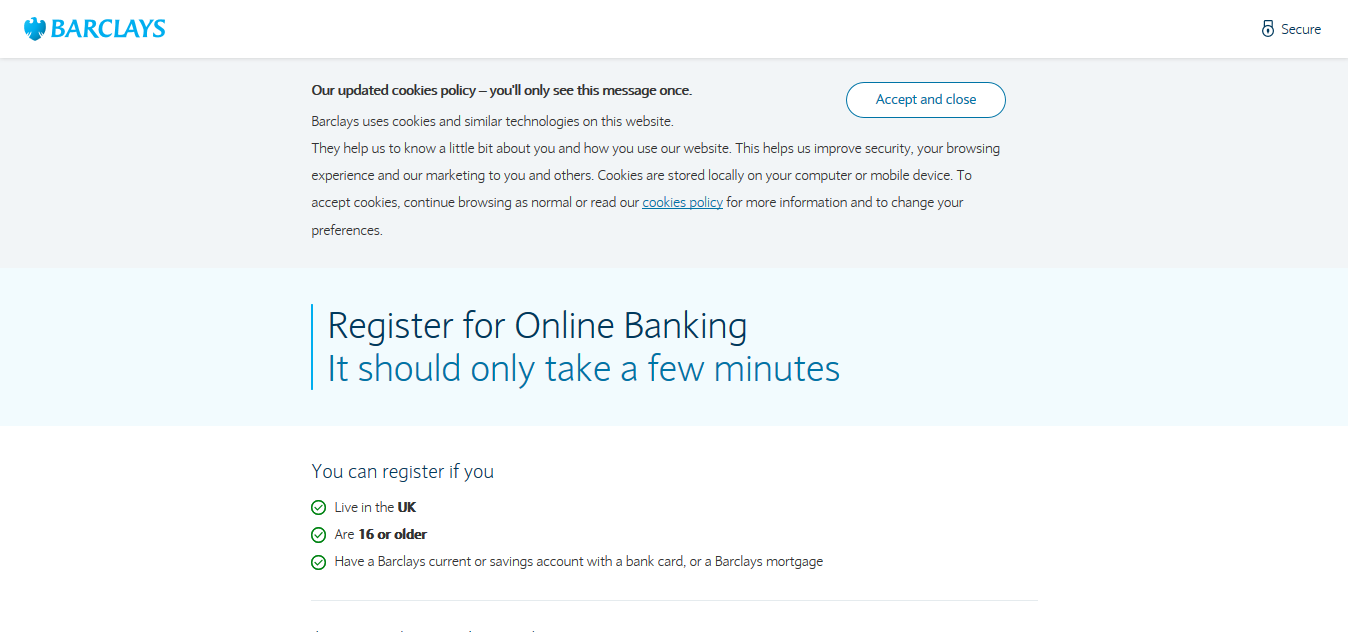 BARCLAYS
Secure
Our updated cookies policy – you'll only see this message once.
Accept and close
Barclays uses cookies and similar technologies on this website.
They help us to know a little bit about you and how you use our website. This helps us improve security, your browsing
experience and our marketing to you and others. Cookies are stored locally on your computer or mobile device. To
accept cookies, continue browsing as normal or read our cookies policy for more information and to change your
preferences.
Register for Online Banking
It should only take a few minutes
You can register if you
Live in the UK
Are 16 or older
Have a Barclays current or savings account with a bank card, or a Barclays mortgage